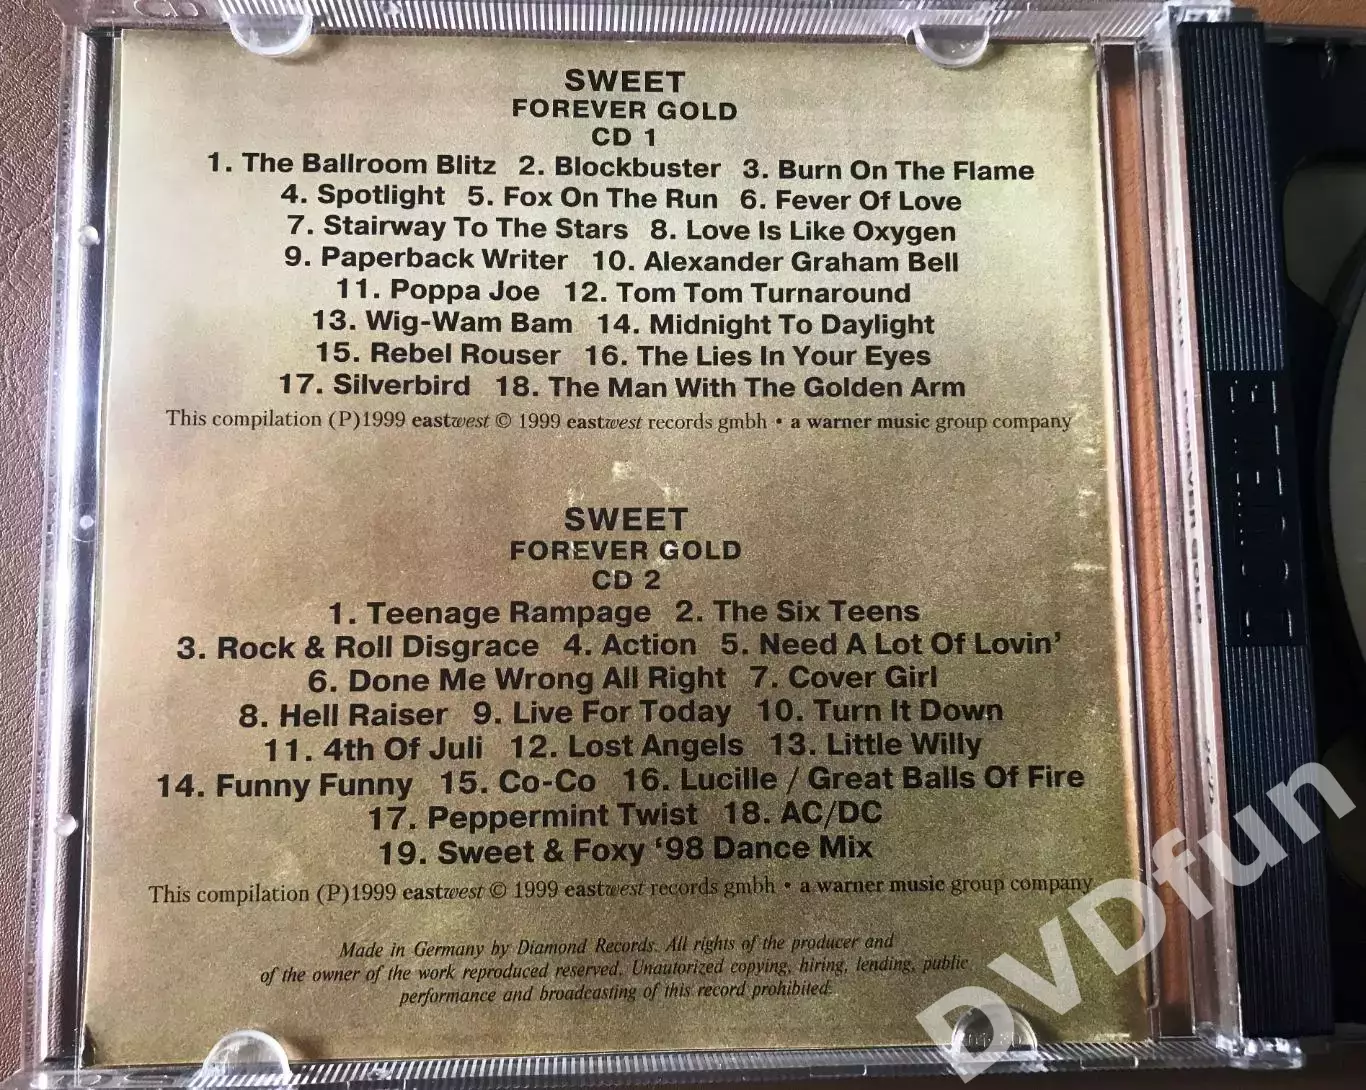 SWEET
FOREVER GOLD
CD 1
1. The Ballroom Blitz 2. Blockbuster 3. Burn On The Flame
4. Spotlight 5. Fox On The Run 6. Fever Of Love
7. Stairway To The Stars 8. Love Is Like Oxygen
9. Paperback Writer 10. Alexander Graham Bell
11. Poppa Joe 12. Tom Tom Turnaround
13. Wig-Wam Bam 14. Midnight To Daylight
15. Rebel Rouser 16. The Lies In Your Eyes
17. Silverbird 18. The Man With The Golden Arm
This compilation (P)1999 eastwest © 1999 eastwest records gmbh • a warner music group company
SWEET
FOREVER GOLD
CD 2
1. Teenage Rampage 2. The Six Teens
3. Rock & Roll Disgrace 4. Action 5. Need A Lot Of Lovin'
6. Done Me Wrong All Right 7. Cover Girl
8. Hell Raiser 9. Live For Today 10. Turn It Down
11. 4th Of Juli 12. Lost Angels 13. Little Willy
14. Funny Funny 15. Co-Co 16. Lucille / Great Balls Of Fire
17. Peppermint Twist 18. AC/DC
19. Sweet & Foxy '98 Dance Mix
This compilation (P)1999 eastwest © 1999 eastwest records gmbh • a warner music group company
Made in Germany by Diamond Records. All rights of the producer and
of the owner of the work reproduced reserved. Unautorized copying, hiring, lending, public
performance and broadcasting of this record prohibited.
FOREVER GOLD
2 CD
DVDfun